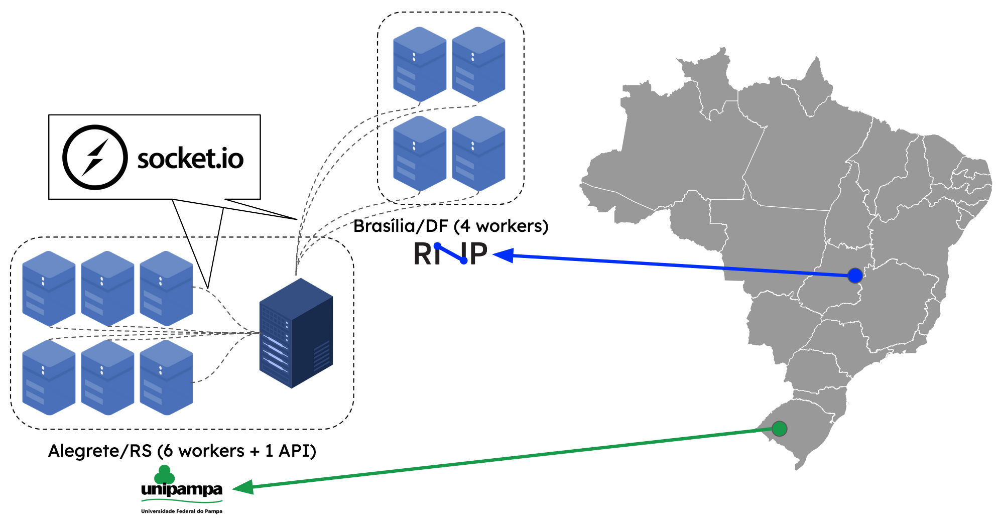 socket.io
Brasília/DF (4 workers)
RNP
Alegrete/RS (6 workers + 1 API)
unipampa
Universidade Federal do Pampa